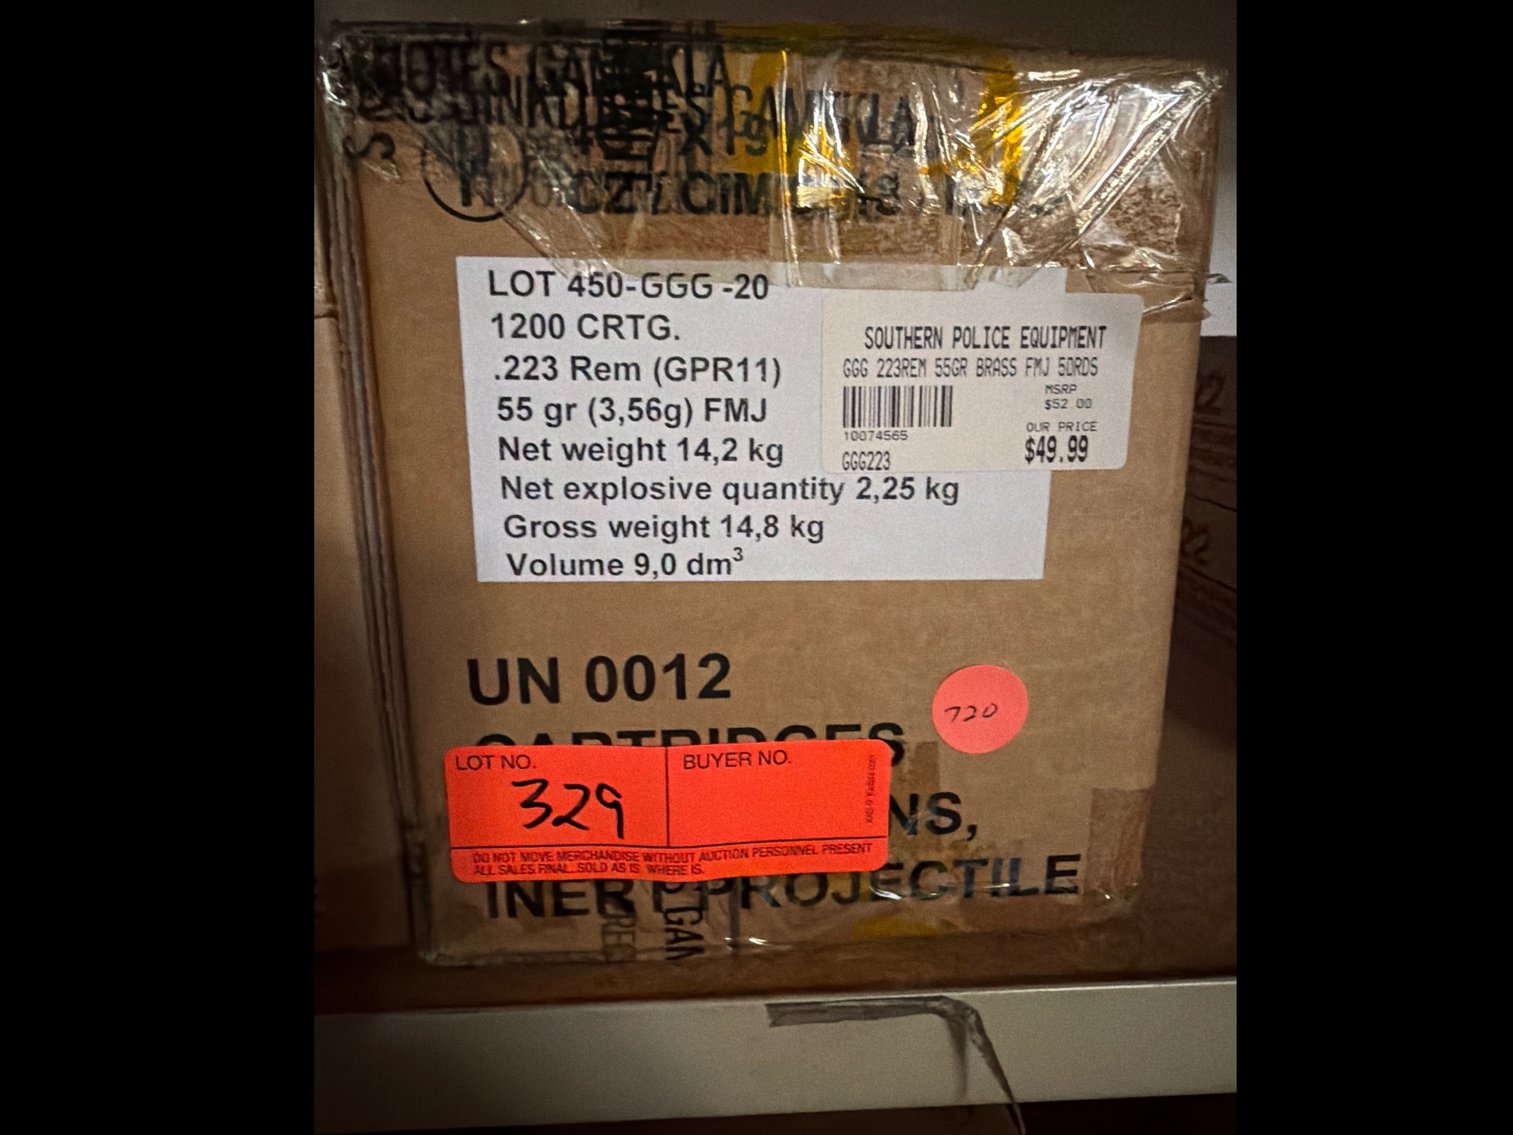 LOT 450-GGG -20
1200 CRTG.
.223 Rem (GPR11)
55 gr (3,56g) FMJ
Net weight 14,2 kg
Net explosive quantity 2,25 kg
Gross weight 14,8 kg
Volume 9,0 dm³
SOUTHERN POLICE EQUIPMENT
GGG 223REM 55GR BRASS FMJ 50RDS
MSRP
$52.00
10074565
OUR PRICE
$49.99
GGG223
UN 0012
CARTRIDGES
720
LOT NO.
329
BUYER NO.
DO NOT MOVE MERCHANDISE WITHOUT AUCTION PERSONNEL PRESENT
ALL SALES FINAL. SOLD AS IS, WHERE IS.
NS,
INERT PROJECTILE